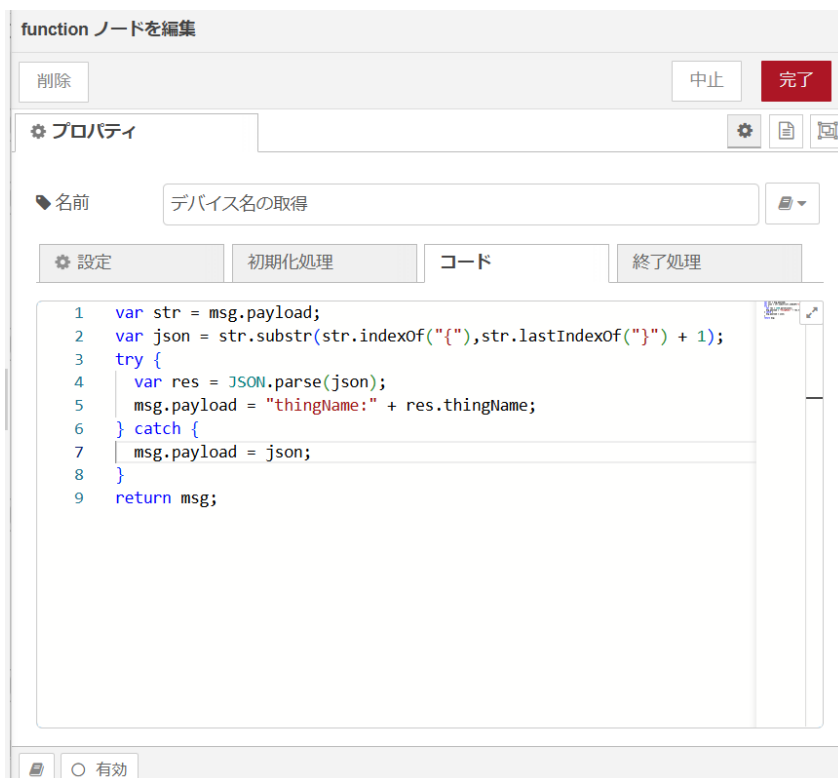 function ノードを編集
削除
中止
完了
プロパティ
名前
デバイス名の取得
設定
初期化処理
コード
終了処理
1 var str = msg.payload;
2 var json = str.substr(str.indexOf("{"),str.lastIndexOf("}") + 1);
3 try {
4 var res = JSON.parse(json);
5 msg.payload = "thingName:" + res.thingName;
6 } catch {
7 msg.payload = json;
8 }
9 return msg;
有効